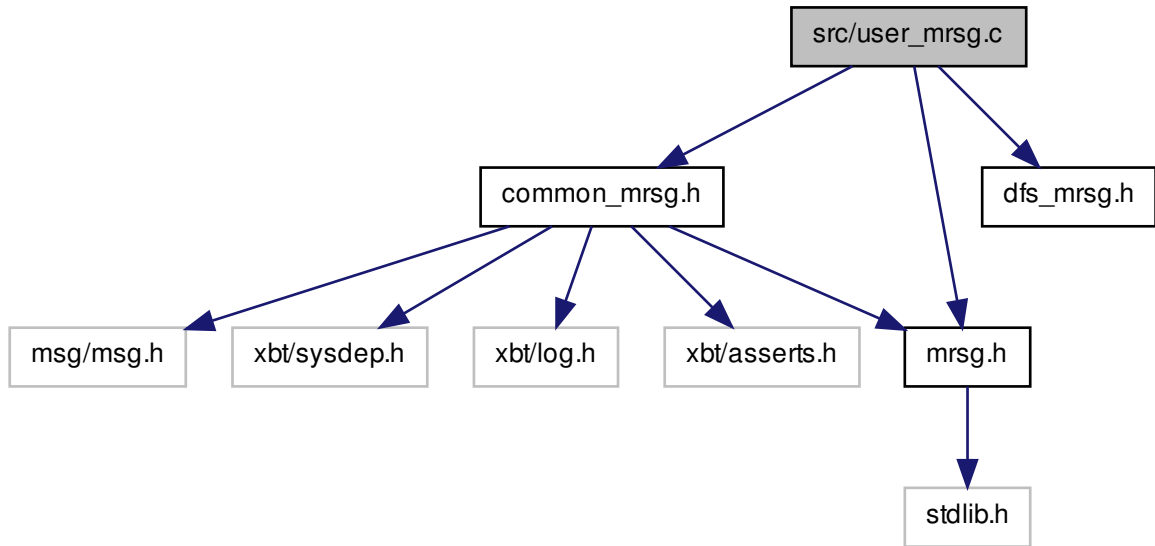 src/user_mrsg.c
common_mrsg.h
dfs_mrsg.h
msg/msg.h
xbt/sysdep.h
xbt/log.h
xbt/asserts.h
mrsg.h
stdlib.h